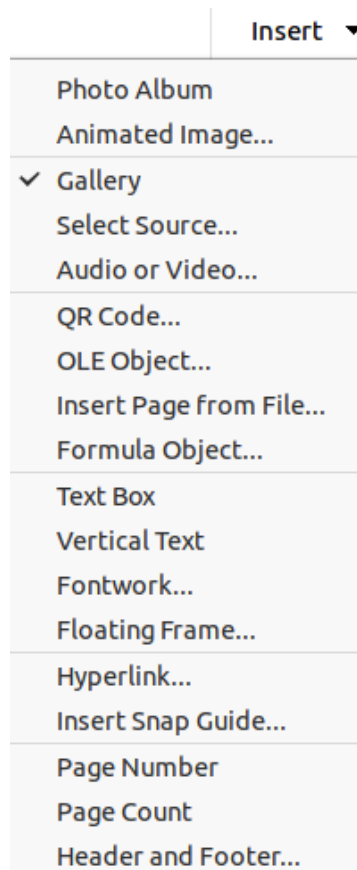 Insert
Photo Album
Animated Image...
Gallery
Select Source...
Audio or Video...
QR Code...
OLE Object...
Insert Page from File...
Formula Object...
Text Box
Vertical Text
Fontwork...
Floating Frame...
Hyperlink...
Insert Snap Guide...
Page Number
Page Count
Header and Footer...